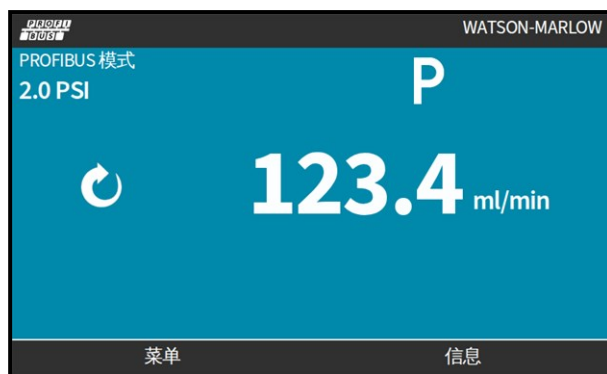 PROFI
BUS
WATSON-MARLOW
PROFIBUS 模式
2.0 PSI
P
123.4 ml/min
菜单
信息